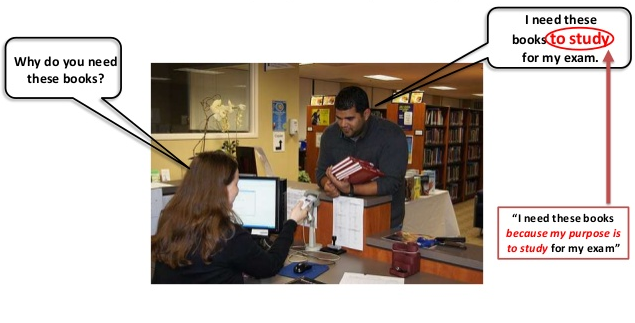 Why do you need
these books?
I need these
books to study
for my exam.
“I need these books
because my purpose is
to study for my exam”